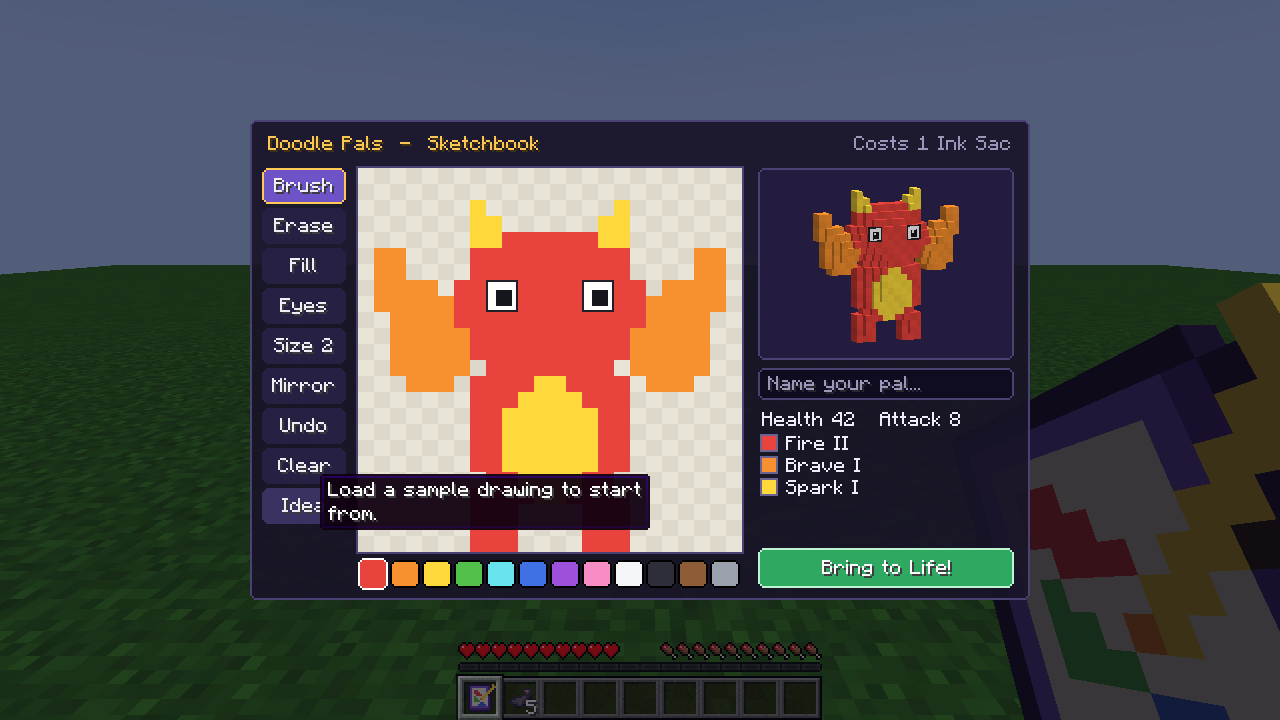 Doodle Pals - Sketchbook
Costs 1 Ink Sac
Brush
Erase
Fill
Eyes
Size 2
Mirror
Undo
Clear
Idea
Load a sample drawing to start
from.
Name your pal...
Health 42 Attack 8
Fire II
Brave I
Spark I
Bring to Life!
5